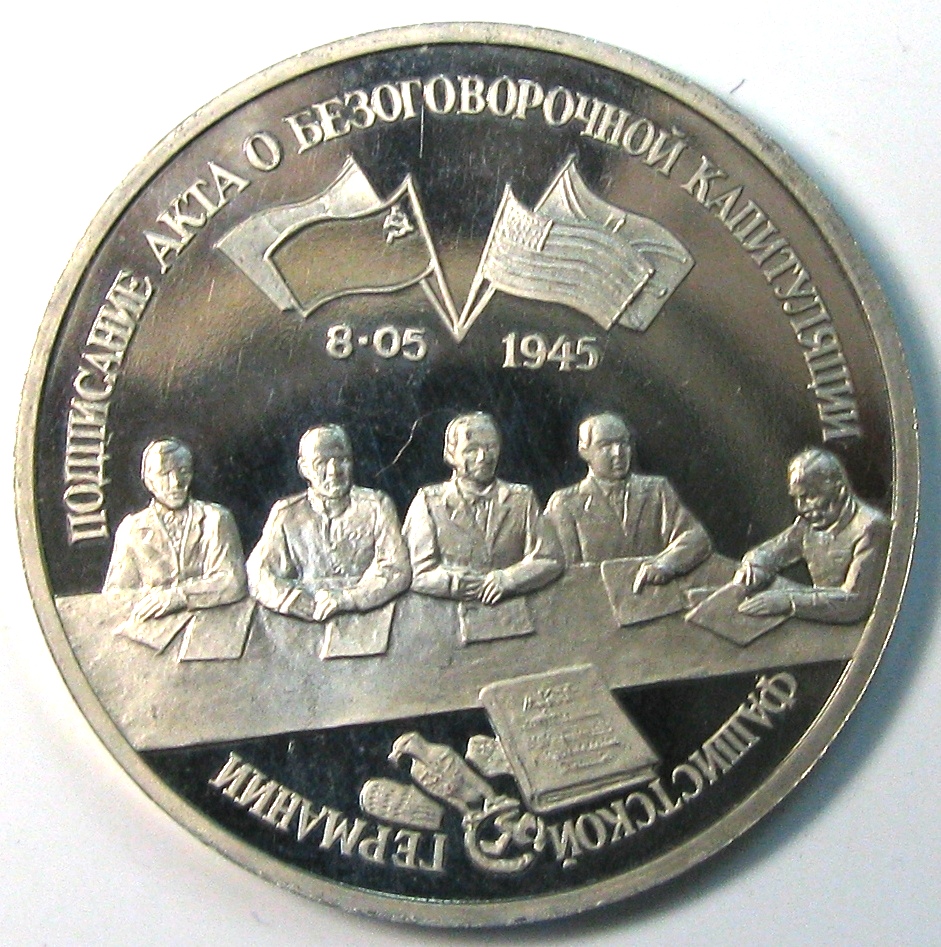 ПОДПИСАНИЕ АКТА О БЕЗОГОВОРОЧНОЙ КАПИТУЛЯЦИИ
ФАШИСТСКОЙ ГЕРМАНИИ
8·05 1945